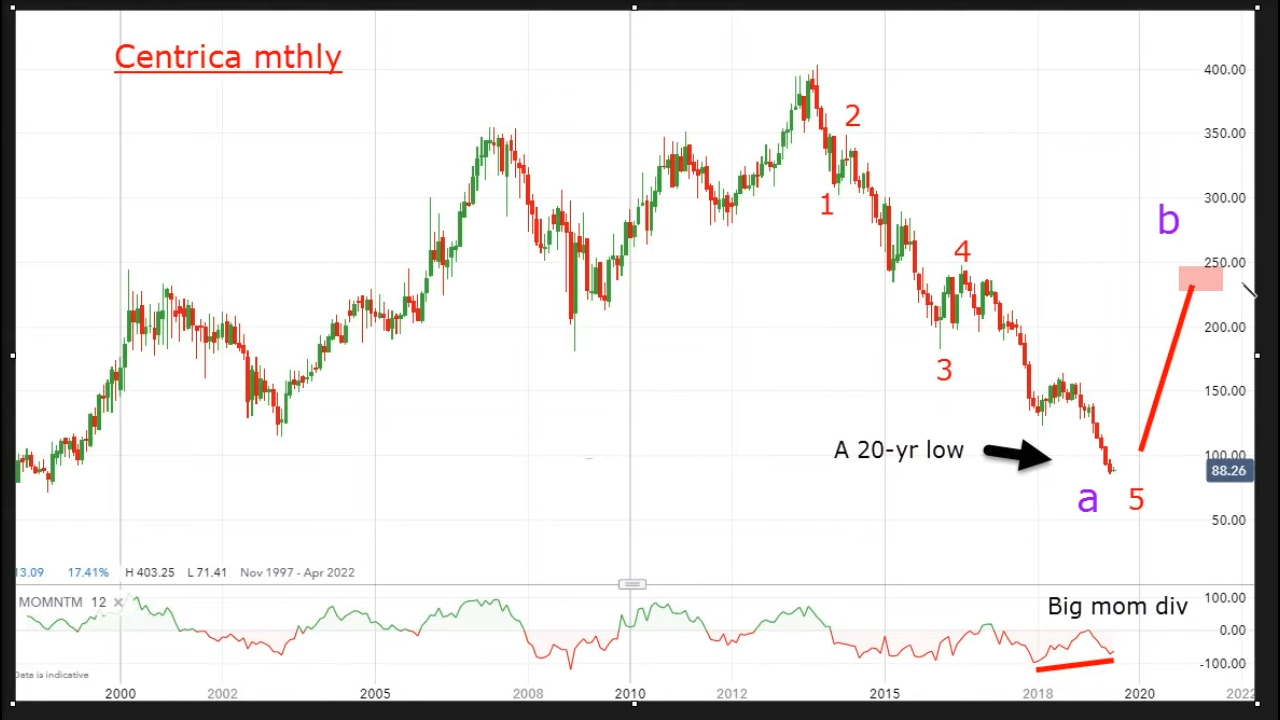 Centrica mthly
400.00
2
350.00
1
300.00
b
4
250.00
200.00
3
150.00
A 20-yr low
100.00
88.26
a
5
50.00
13.09 17.41% H 403.25 L 71.41 Nov 1997 - Apr 2022
MOMNTM 12 ×
Big mom div
100.00
0.00
-100.00
Data is indicative
2000 2002 2005 2008 2010 2012 2015 2018 2020 2022